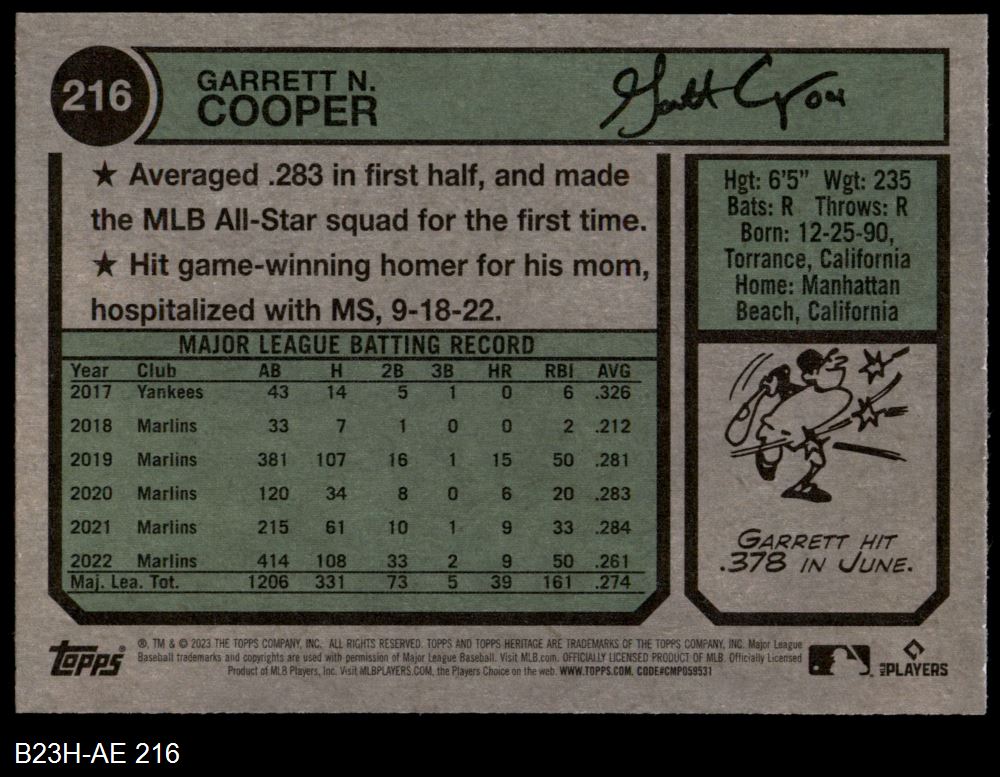 216
GARRETT N.
COOPER
Garrett Cooper
★ Averaged .283 in first half, and made
the MLB All-Star squad for the first time.
★ Hit game-winning homer for his mom,
hospitalized with MS, 9-18-22.
Hgt: 6'5" Wgt: 235
Bats: R Throws: R
Born: 12-25-90,
Torrance, California
Home: Manhattan
Beach, California
MAJOR LEAGUE BATTING RECORD
Year Club AB H 2B 3B HR RBI AVG
2017 Yankees 43 14 5 1 0 6 .326
2018 Marlins 33 7 1 0 0 2 .212
2019 Marlins 381 107 16 1 15 50 .281
2020 Marlins 120 34 8 0 6 20 .283
2021 Marlins 215 61 10 1 9 33 .284
2022 Marlins 414 108 33 2 9 50 .261
Maj. Lea. Tot. 1206 331 73 5 39 161 .274
GARRETT HIT
.378 IN JUNE.
topps®
®, TM & © 2023 THE TOPPS COMPANY, INC. ALL RIGHTS RESERVED. TOPPS AND TOPPS HERITAGE ARE TRADEMARKS OF THE TOPPS COMPANY, INC. Major League
Baseball trademarks and copyrights are used with permission of Major League Baseball. Visit MLB.com. OFFICIALLY LICENSED PRODUCT OF MLB. Officially Licensed
Product of MLB Players, Inc. Visit MLBPLAYERS.COM, the Players Choice on the web. WWW.TOPPS.COM. CODE#CMP059531
MLB PLAYERS
B23H-AE 216